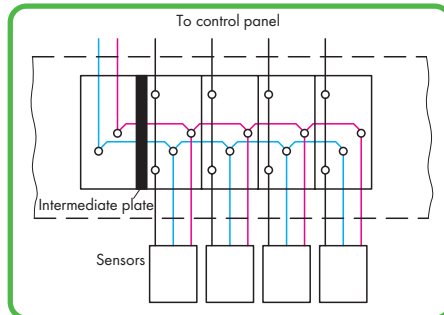 To control panel
Intermediate plate
Sensors